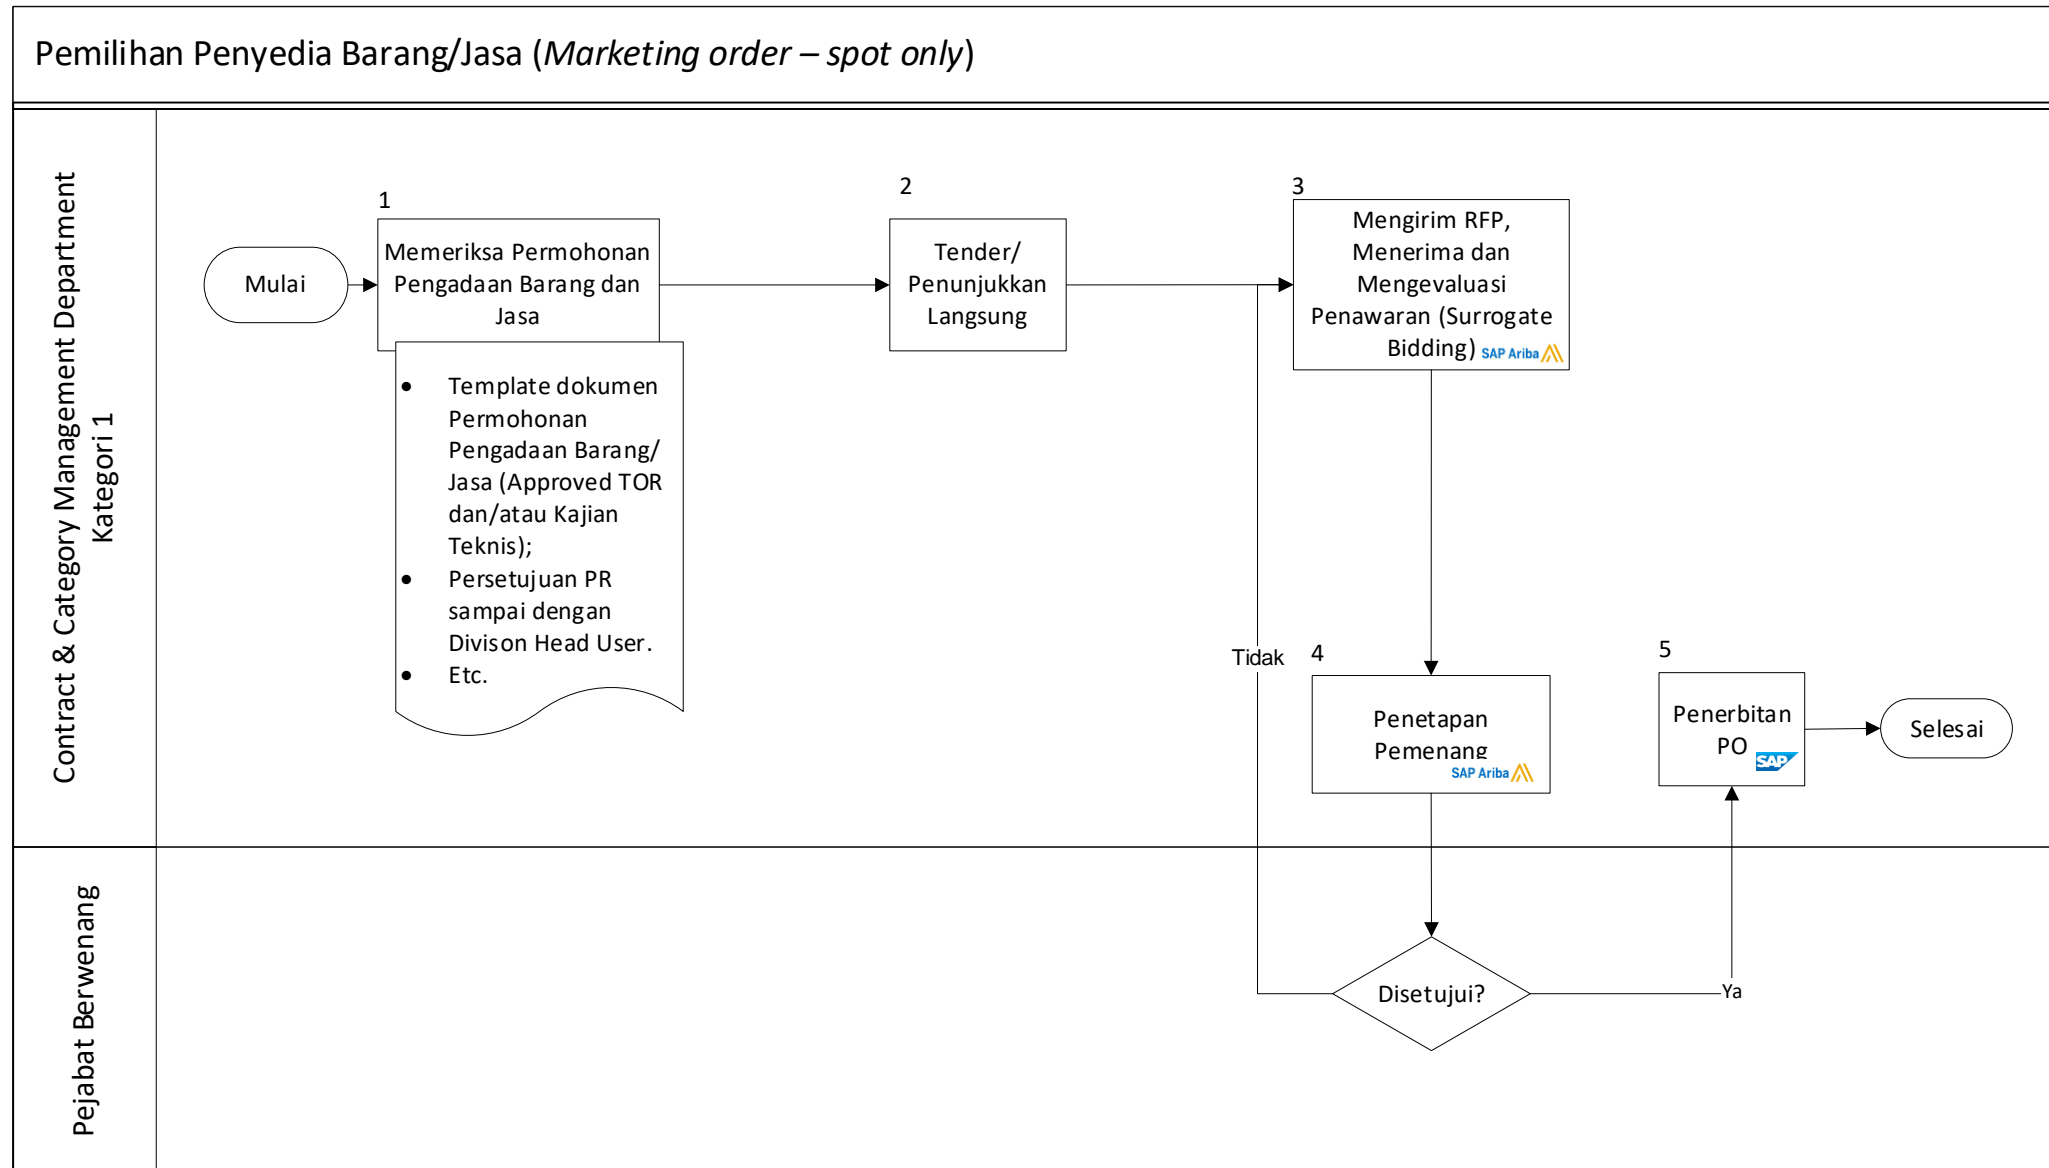 Pemilihan Penyedia Barang/Jasa (Marketing order – spot only)
Contract & Category Management Department
Kategori 1
Mulai
1
Memeriksa Permohonan
Pengadaan Barang dan
Jasa
• Template dokumen
Permohonan
Pengadaan Barang/
Jasa (Approved TOR
dan/atau Kajian
Teknis);
• Persetujuan PR
sampai dengan
Divison Head User.
• Etc.
2
Tender/
Penunjukkan
Langsung
3
Mengirim RFP,
Menerima dan
Mengevaluasi
Penawaran (Surrogate
Bidding)
SAP Ariba
Tidak
4
Penetapan
Pemenang
SAP Ariba
5
Penerbitan
PO
SAP
Selesai
Pejabat Berwenang
Disetujui?
Ya